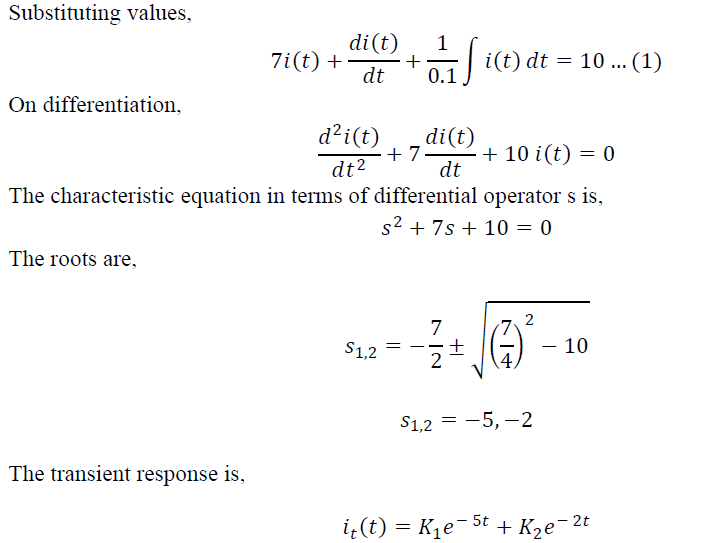 Substituting values,
7i(t) + di(t)/dt + 1/0.1 ∫ i(t) dt = 10 ... (1)
On differentiation,
d²i(t)/dt² + 7 di(t)/dt + 10 i(t) = 0
The characteristic equation in terms of differential operator s is,
s² + 7s + 10 = 0
The roots are,
s₁,₂ = −7/2 ± √((7/4)² − 10)
s₁,₂ = −5, −2
The transient response is,
iₜ(t) = K₁e^(− 5t) + K₂e^(− 2t)